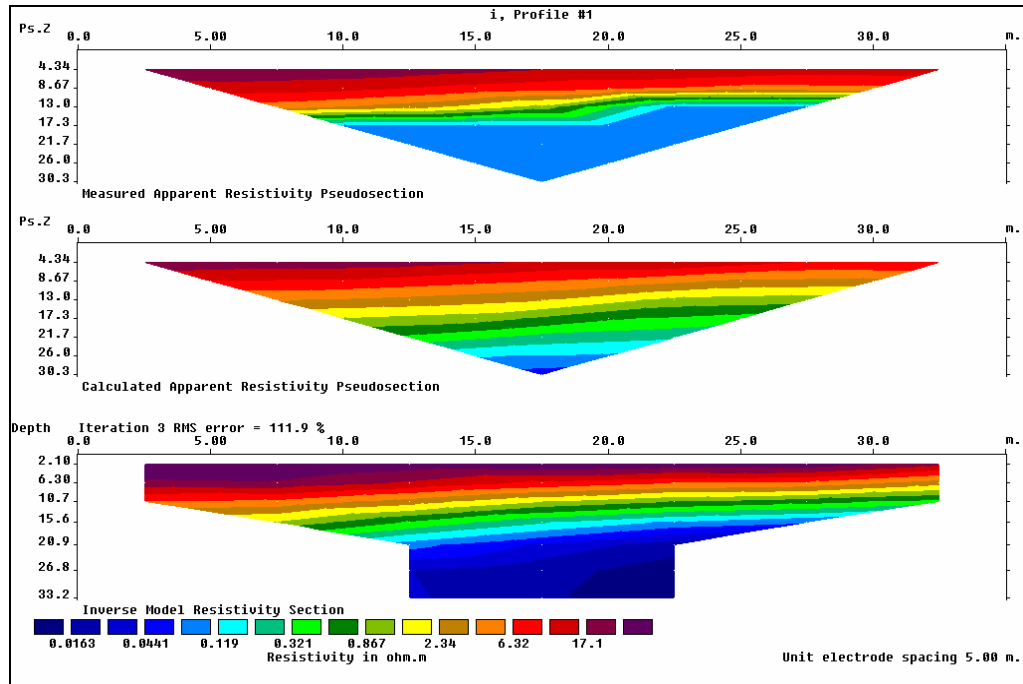 i, Profile #1
Ps.Z 0.0 5.00 10.0 15.0 20.0 25.0 30.0 m.
4.34
8.67
13.0
17.3
21.7
26.0
30.3
Measured Apparent Resistivity Pseudosection
Ps.Z 0.0 5.00 10.0 15.0 20.0 25.0 30.0 m.
4.34
8.67
13.0
17.3
21.7
26.0
30.3
Calculated Apparent Resistivity Pseudosection
Depth Iteration 3 RMS error = 111.9 %
0.0 5.00 10.0 15.0 20.0 25.0 30.0 m.
2.10
6.30
10.7
15.6
20.9
26.8
33.2
Inverse Model Resistivity Section
0.0163 0.0441 0.119 0.321 0.867 2.34 6.32 17.1
Resistivity in ohm.m Unit electrode spacing 5.00 m.